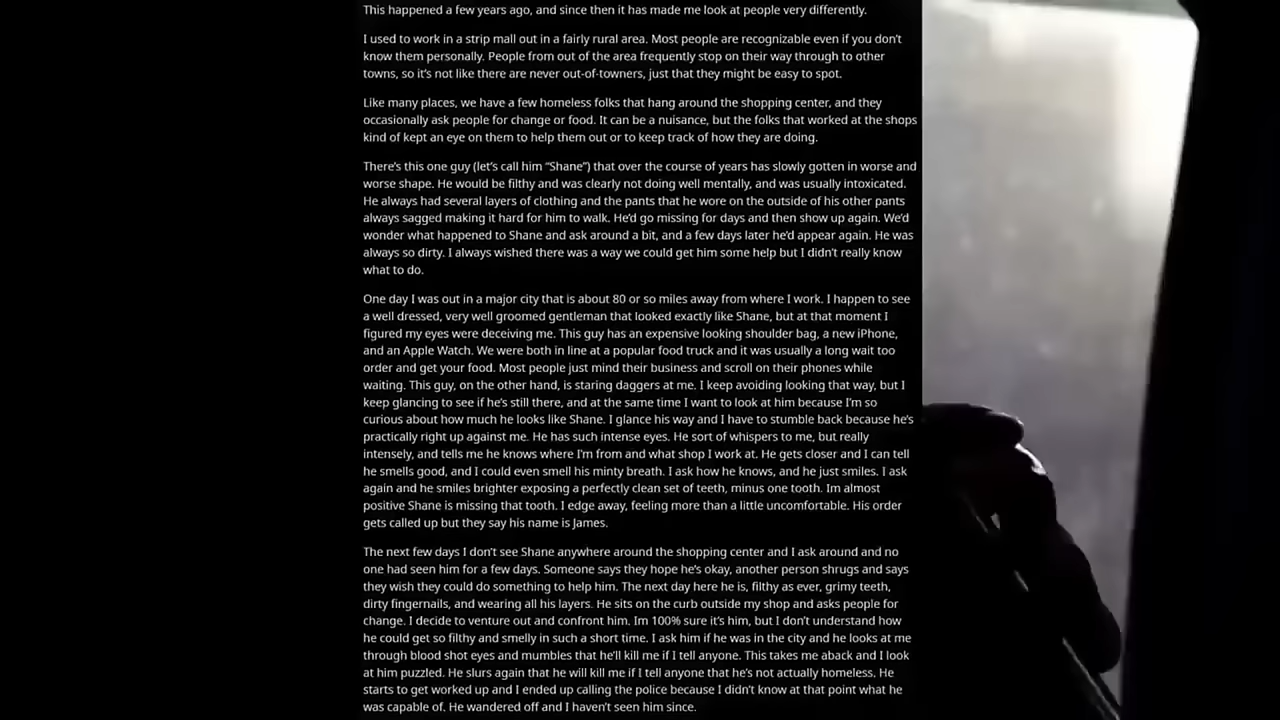 This happened a few years ago, and since then it has made me look at people very differently.
I used to work in a strip mall out in a fairly rural area. Most people are recognizable even if you don't
know them personally. People from out of the area frequently stop on their way through to other
towns, so it's not like there are never out-of-towners, just that they might be easy to spot.
Like many places, we have a few homeless folks that hang around the shopping center, and they
occasionally ask people for change or food. It can be a nuisance, but the folks that worked at the shops
kind of kept an eye on them to help them out or to keep track of how they are doing.
There's this one guy (let's call him “Shane”) that over the course of years has slowly gotten in worse and
worse shape. He would be filthy and was clearly not doing well mentally, and was usually intoxicated.
He always had several layers of clothing and the pants that he wore on the outside of his other pants
always sagged making it hard for him to walk. He'd go missing for days and then show up again. We'd
wonder what happened to Shane and ask around a bit, and a few days later he'd appear again. He was
always so dirty. I always wished there was a way we could get him some help but I didn't really know
what to do.
One day I was out in a major city that is about 80 or so miles away from where I work. I happen to see
a well dressed, very well groomed gentleman that looked exactly like Shane, but at that moment I
figured my eyes were deceiving me. This guy has an expensive looking shoulder bag, a new iPhone,
and an Apple Watch. We were both in line at a popular food truck and it was usually a long wait too
order and get your food. Most people just mind their business and scroll on their phones while
waiting. This guy, on the other hand, is staring daggers at me. I keep avoiding looking that way, but I
keep glancing to see if he's still there, and at the same time I want to look at him because I'm so
curious about how much he looks like Shane. I glance his way and I have to stumble back because he's
practically right up against me. He has such intense eyes. He sort of whispers to me, but really
intensely, and tells me he knows where I'm from and what shop I work at. He gets closer and I can tell
he smells good, and I could even smell his minty breath. I ask how he knows, and he just smiles. I ask
again and he smiles brighter exposing a perfectly clean set of teeth, minus one tooth. Im almost
positive Shane is missing that tooth. I edge away, feeling more than a little uncomfortable. His order
gets called up but they say his name is James.
The next few days I don't see Shane anywhere around the shopping center and I ask around and no
one had seen him for a few days. Someone says they hope he's okay, another person shrugs and says
they wish they could do something to help him. The next day here he is, filthy as ever, grimy teeth,
dirty fingernails, and wearing all his layers. He sits on the curb outside my shop and asks people for
change. I decide to venture out and confront him. Im 100% sure it's him, but I don't understand how
he could get so filthy and smelly in such a short time. I ask him if he was in the city and he looks at me
through blood shot eyes and mumbles that he'll kill me if I tell anyone. This takes me aback and I look
at him puzzled. He slurs again that he will kill me if I tell anyone that he's not actually homeless. He
starts to get worked up and I ended up calling the police because I didn't know at that point what he
was capable of. He wandered off and I haven't seen him since.